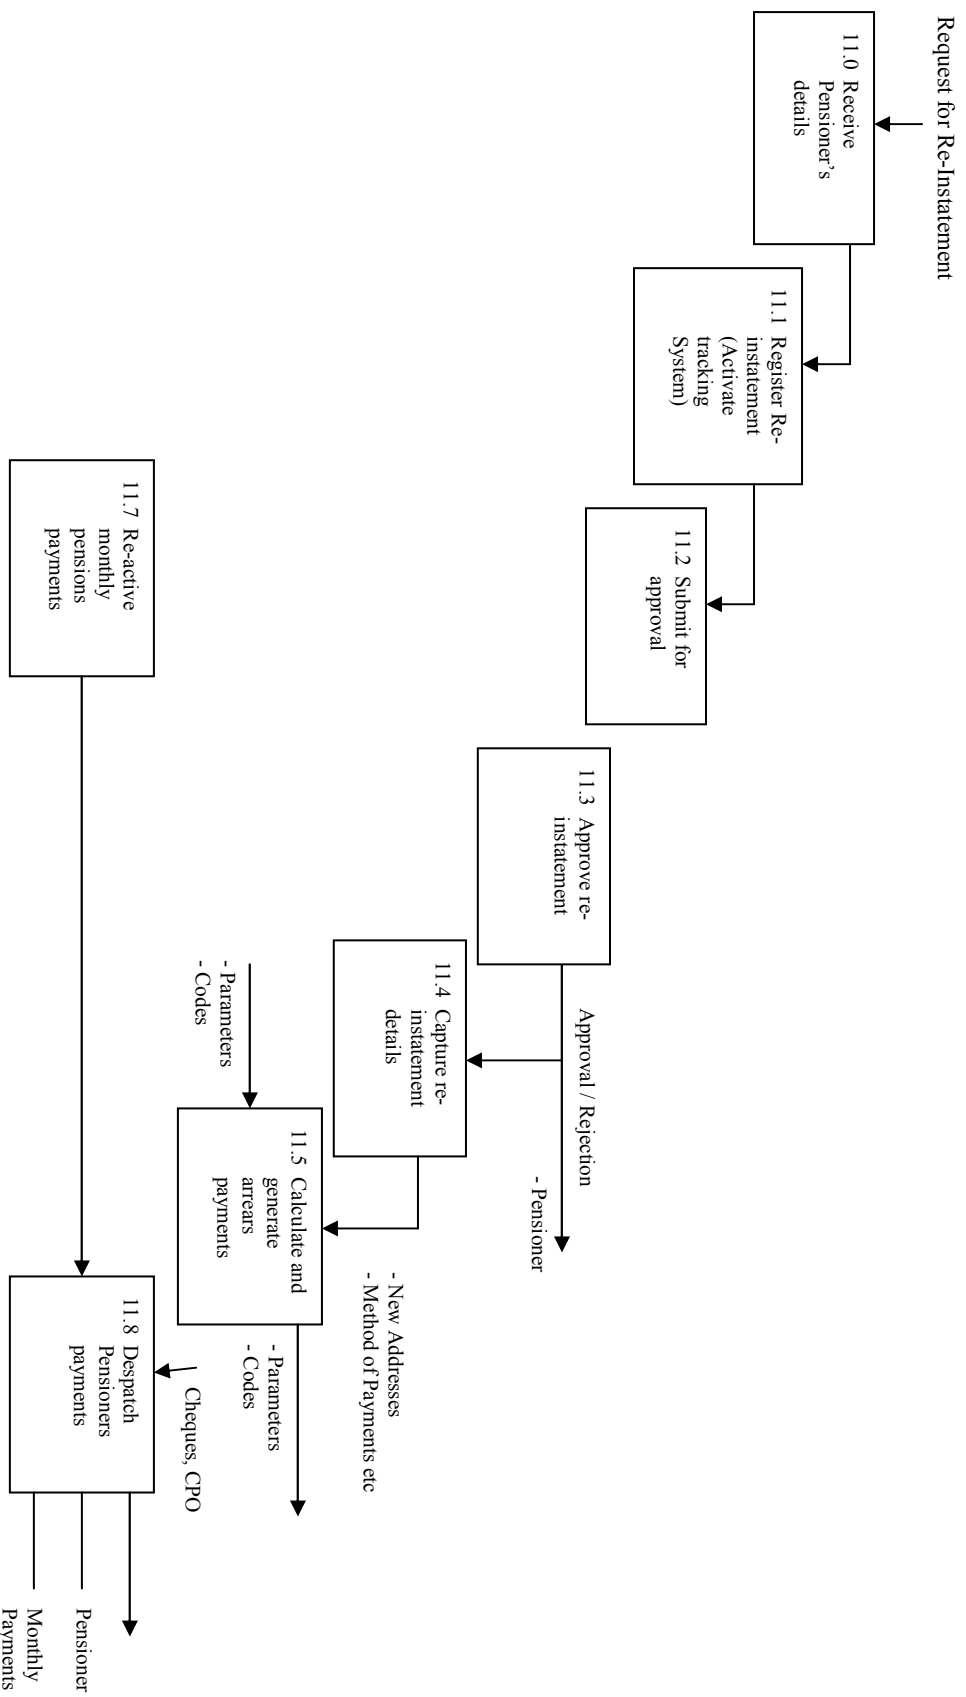 Request for Re-Instatement
11.0 Receive
Pensioner's
details
11.1 Register Re-
instatement
(Activate
tracking
System)
11.2 Submit for
approval
11.3 Approve re-
instatement
Approval / Rejection
- Pensioner
11.4 Capture re-
instatement
details
- New Addresses
- Method of Payments etc
- Parameters
- Codes
11.5 Calculate and
generate
arrears
payments
- Parameters
- Codes
11.7 Re-active
monthly
pensions
payments
Cheques, CPO
11.8 Despatch
Pensioners
payments
Pensioner
Monthly
Payments